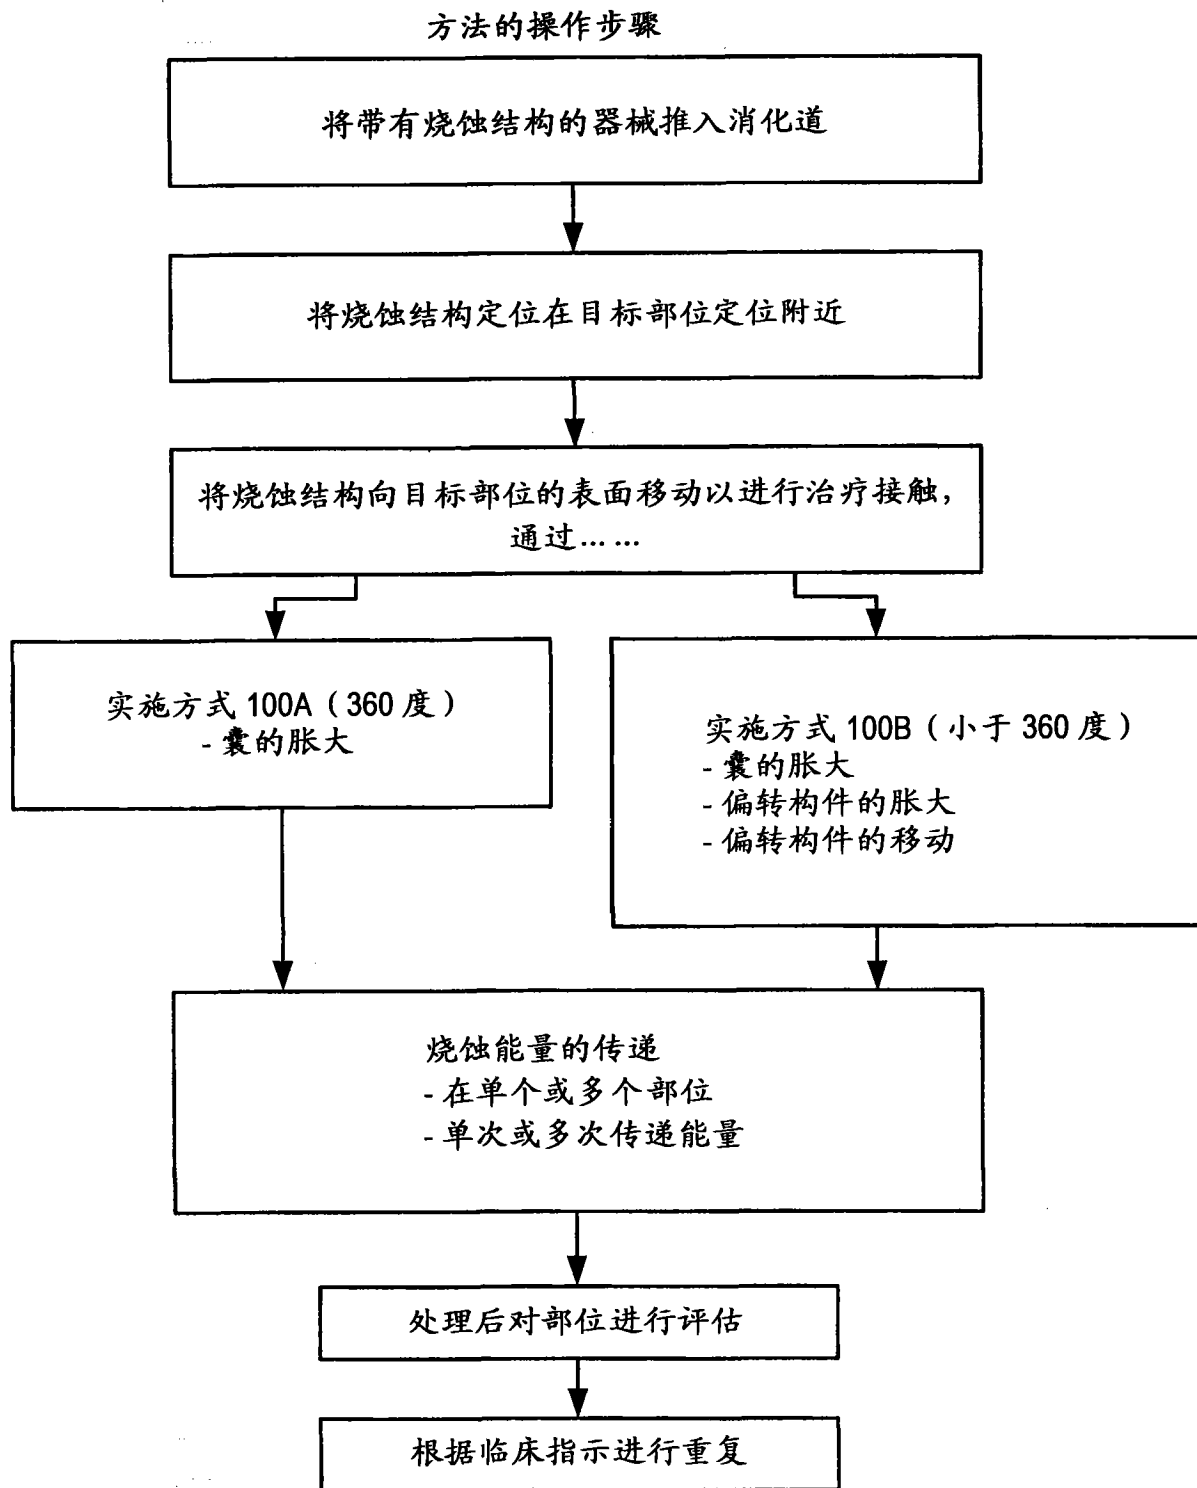 方法的操作步骤
将带有烧蚀结构的器械推入消化道
将烧蚀结构定位在目标部位定位附近
将烧蚀结构向目标部位的表面移动以进行治疗接触，
通过……
实施方式 100A（360 度）
- 囊的胀大
实施方式 100B（小于 360 度）
- 囊的胀大
- 偏转构件的胀大
- 偏转构件的移动
烧蚀能量的传递
- 在单个或多个部位
- 单次或多次传递能量
处理后对部位进行评估
根据临床指示进行重复